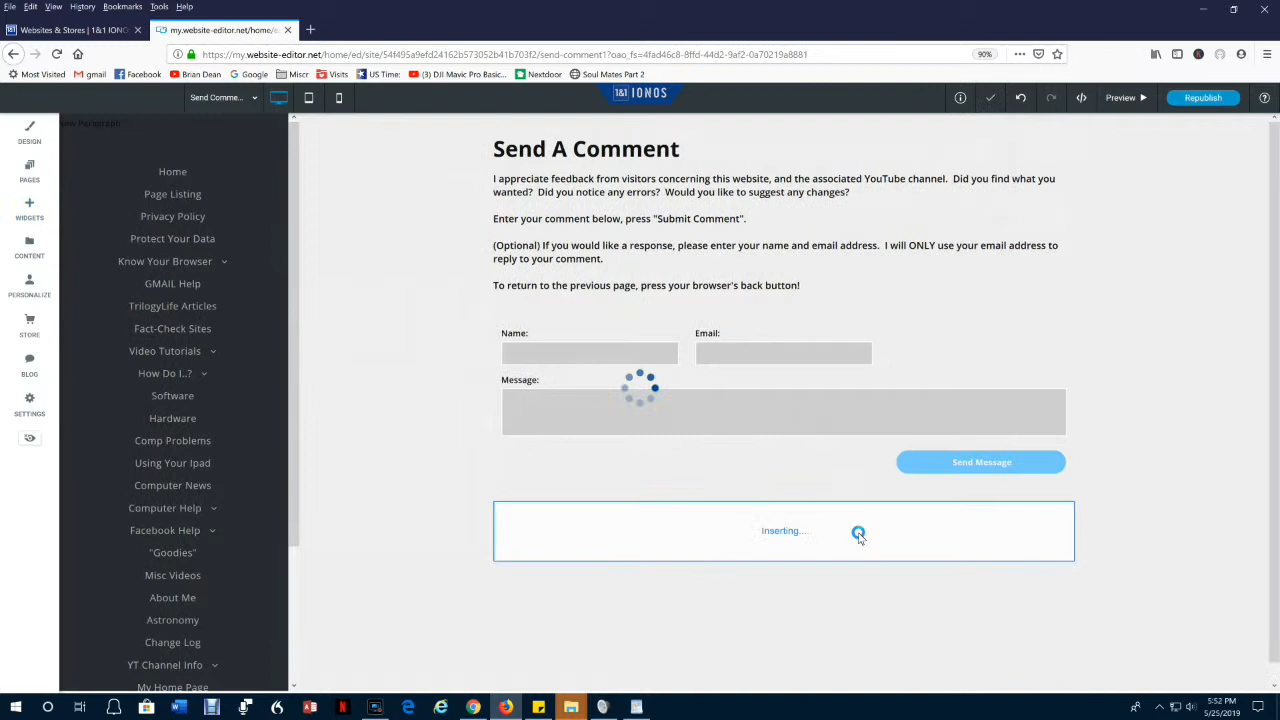 File Edit View History Bookmarks Tools Help
Websites & Stores | 1&1 IONOS
my.website-editor.net/home/ed
https://my.website-editor.net/home/ed/site/54f495a9efd24162b573052b41b703f2/send-comment1?oao_fs=4fad46c8-8ffd-44d2-9af2-0a70219a8881
90%
Most Visited gmail Facebook Brian Dean Google Miscr Visits US Time: (3) DJI Mavic Pro Basic... Nextdoor Soul Mates Part 2
Send Comme...
1&1 IONOS
Preview
Republish
DESIGN
PAGES
WIDGETS
CONTENT
PERSONALIZE
STORE
BLOG
SETTINGS
New Paragraph
Home
Page Listing
Privacy Policy
Protect Your Data
Know Your Browser
GMAIL Help
TrilogyLife Articles
Fact-Check Sites
Video Tutorials
How Do I..?
Software
Hardware
Comp Problems
Using Your Ipad
Computer News
Computer Help
Facebook Help
"Goodies"
Misc Videos
About Me
Astronomy
Change Log
YT Channel Info
My Home Page
Send A Comment
I appreciate feedback from visitors concerning this website, and the associated YouTube channel. Did you find what you
wanted? Did you notice any errors? Would you like to suggest any changes?
Enter your comment below, press "Submit Comment".
(Optional) If you would like a response, please enter your name and email address. I will ONLY use your email address to
reply to your comment.
To return to the previous page, press your browser's back button!
Name:
Email:
Message:
Send Message
Inserting....
5:52 PM
5/25/2019